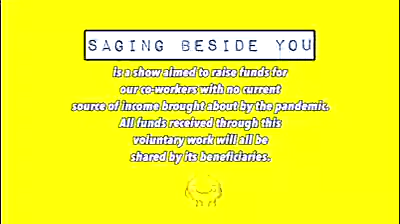 SAGING BESIDE YOU
is a show aimed to raise funds for
our co-workers with no current
source of income brought about by the pandemic.
All funds received through this
voluntary work will all be
shared by its beneficiaries.